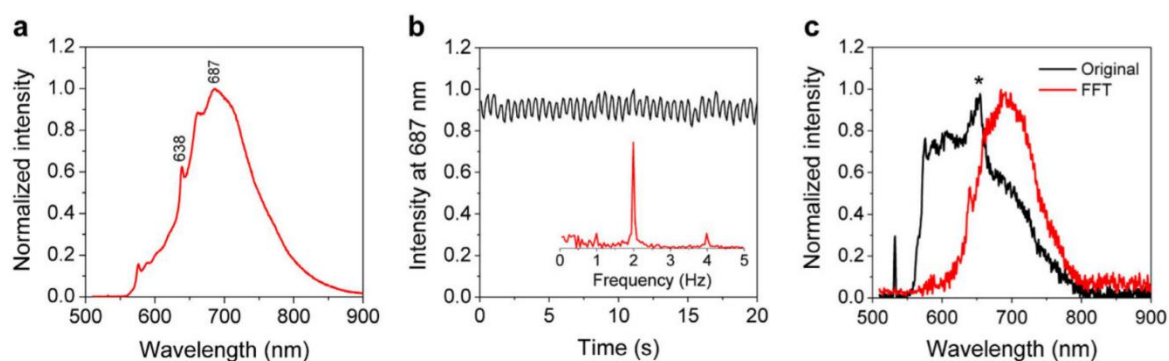 a
1.2
1.0
0.8
0.6
0.4
0.2
0.0
Normalized intensity
638
687
500 600 700 800 900
Wavelength (nm)
b
1.2
1.0
0.8
0.6
0.4
0.2
0.0
Intensity at 687 nm
0 1 2 3 4 5
Frequency (Hz)
0 5 10 15 20
Time (s)
c
1.2
1.0
0.8
0.6
0.4
0.2
0.0
Normalized intensity
*
Original
FFT
500 600 700 800 900
Wavelength (nm)